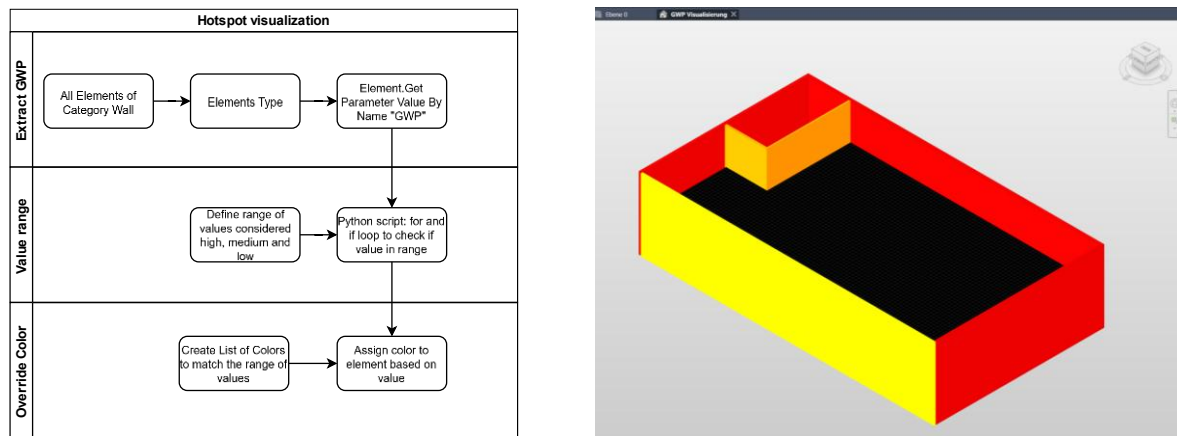 Hotspot visualization
Extract GWP
All Elements of
Category Wall
Elements Type
Element.Get
Parameter Value By
Name "GWP"
Value range
Define range of
values considered
high, medium and
low
Python script: for and
if loop to check if
value in range
Override Color
Create List of Colors
to match the range of
values
Assign color to
element based on
value
Ebene 0
GWP Visualisierung